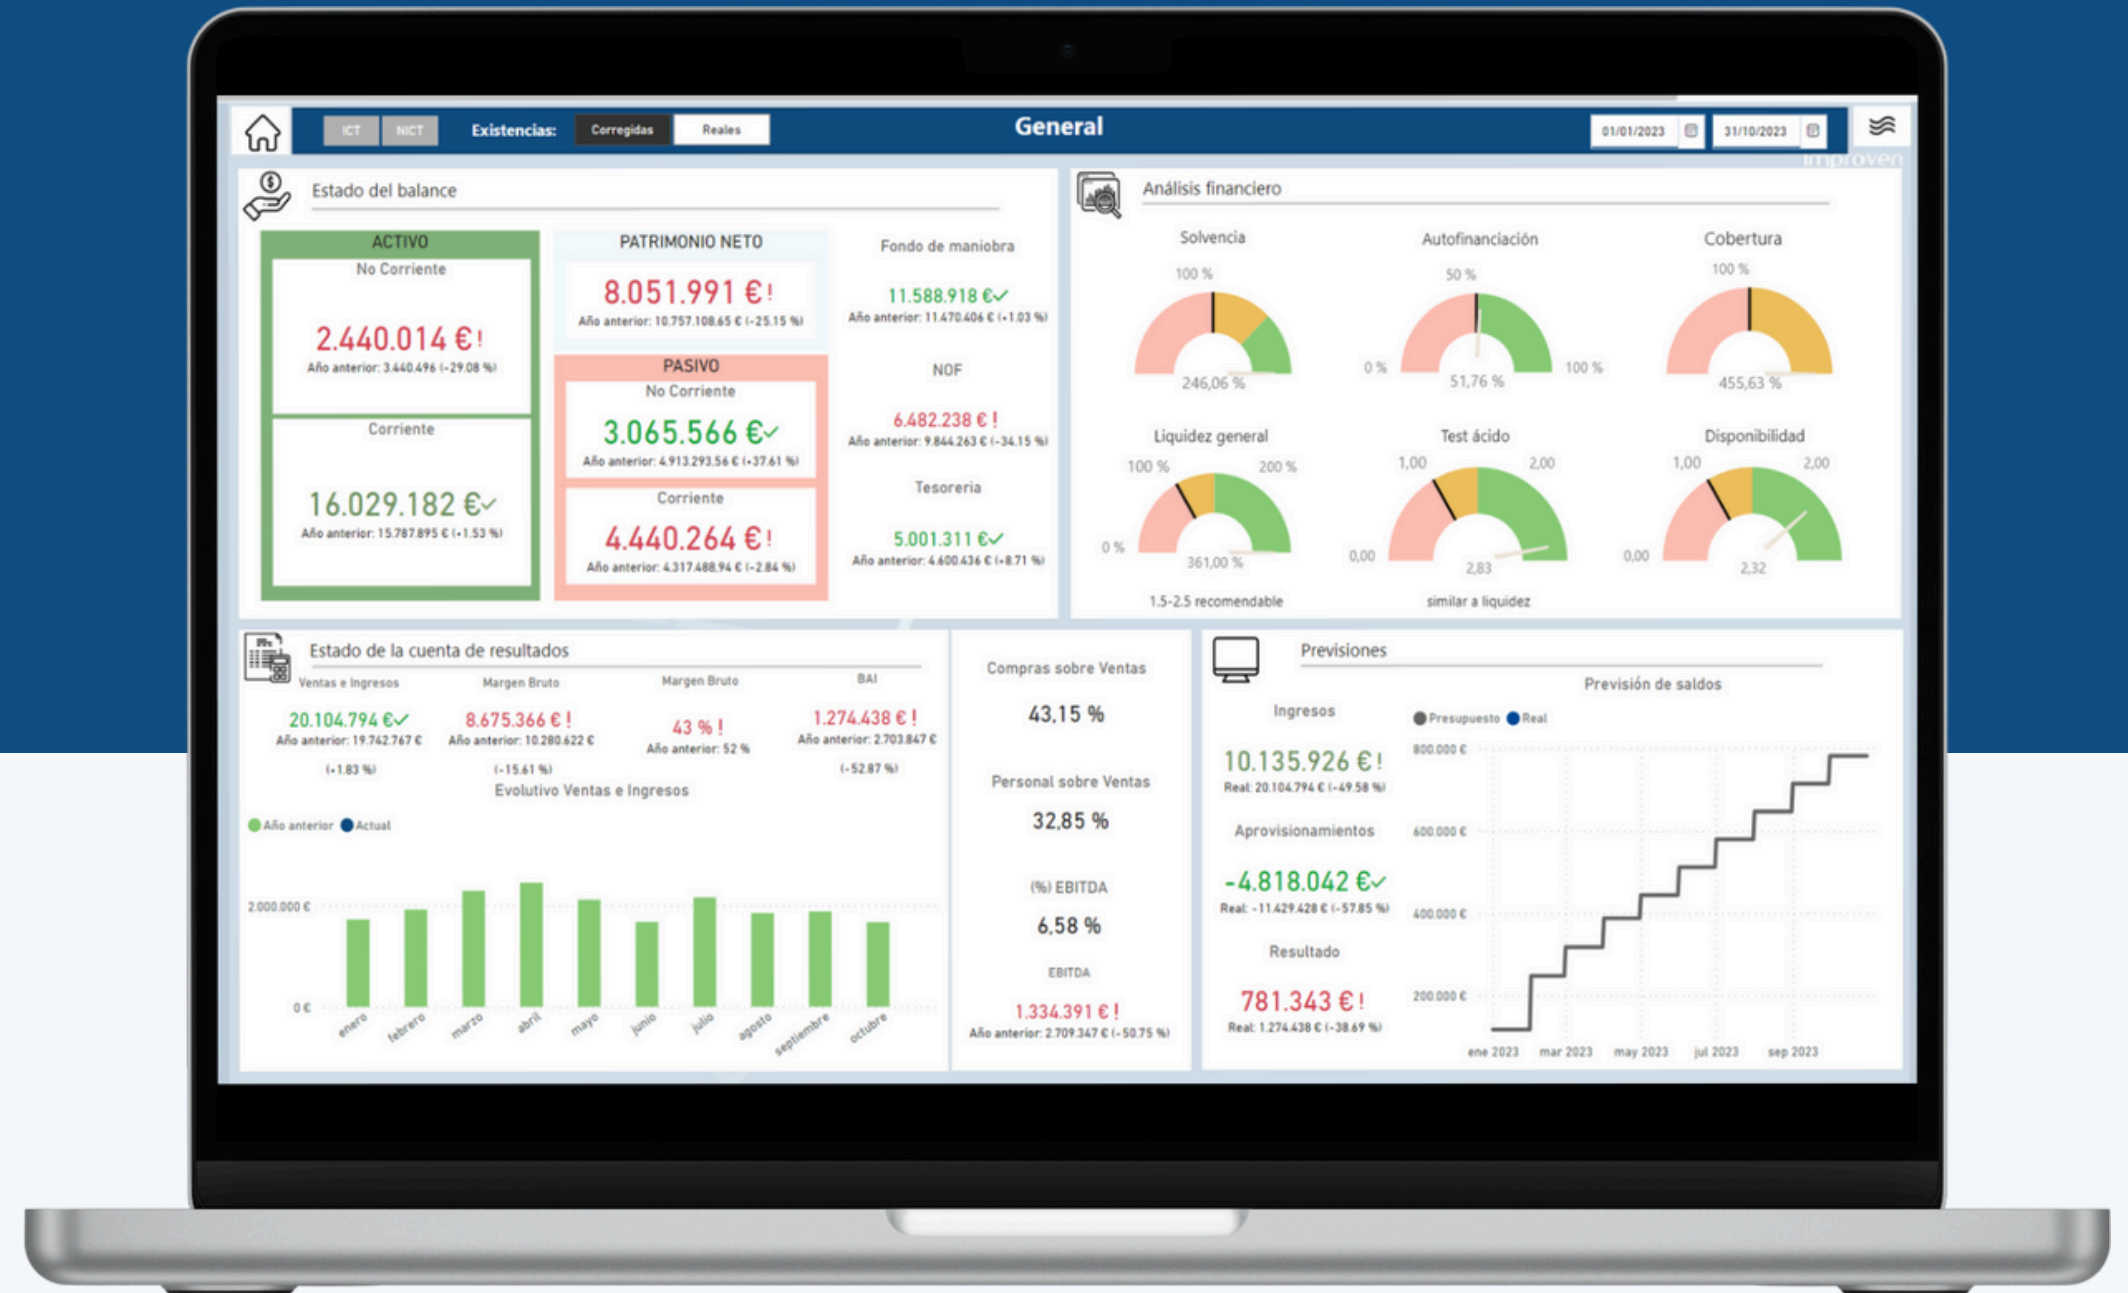 ICT
NICT
Existencias:
Corregidas
Reales
General
01/01/2023
31/10/2023
improven
Estado del balance
ACTIVO
No Corriente
2.440.014 €!
Año anterior: 3.440.496 (-29.08 %)
Corriente
16.029.182 €✓
Año anterior: 15.787.895 € (+1.53 %)
PATRIMONIO NETO
8.051.991 €!
Año anterior: 10.757.108.65 € (-25.15 %)
PASIVO
No Corriente
3.065.566 €✓
Año anterior: 4.913.293.56 € (+37.61 %)
Corriente
4.440.264 €!
Año anterior: 4.317.488.94 € (-2.84 %)
Fondo de maniobra
11.588.918 €✓
Año anterior: 11.470.406 € (+1.03 %)
NOF
6.482.238 € !
Año anterior: 9.844.263 € (-34.15 %)
Tesoreria
5.001.311 €✓
Año anterior: 4.600.436 € (+8.71 %)
Análisis financiero
Solvencia
100 %
246,06 %
Autofinanciación
50 %
0 %
100 %
51,76 %
Cobertura
100 %
455,63 %
Liquidez general
100 %
200 %
0 %
361,00 %
1.5-2.5 recomendable
Test ácido
1,00
2,00
0,00
2,83
similar a liquidez
Disponibilidad
1,00
2,00
0,00
2,32
Estado de la cuenta de resultados
Ventas e Ingresos
20.104.794 €✓
Año anterior: 19.742.767 €
(+1.83 %)
Margen Bruto
8.675.366 € !
Año anterior: 10.280.622 €
(-15.61 %)
Margen Bruto
43 % !
Año anterior: 52 %
BAI
1.274.438 € !
Año anterior: 2.703.847 €
(-52.87 %)
Evolutivo Ventas e Ingresos
Año anterior
Actual
2.000.000 €
0 €
enero
febrero
marzo
abril
mayo
junio
julio
agosto
septiembre
octubre
Compras sobre Ventas
43,15 %
Personal sobre Ventas
32,85 %
(%) EBITDA
6,58 %
EBITDA
1.334.391 € !
Año anterior: 2.709.347 € (-50.75 %)
Previsiones
Ingresos
10.135.926 € !
Real: 20.104.794 € (-49.58 %)
Aprovisionamientos
-4.818.042 €✓
Real: -11.429.428 € (-57.85 %)
Resultado
781.343 € !
Real: 1.274.438 € (-38.69 %)
Previsión de saldos
Presupuesto
Real
800.000 €
600.000 €
400.000 €
200.000 €
ene 2023
mar 2023
may 2023
jul 2023
sep 2023